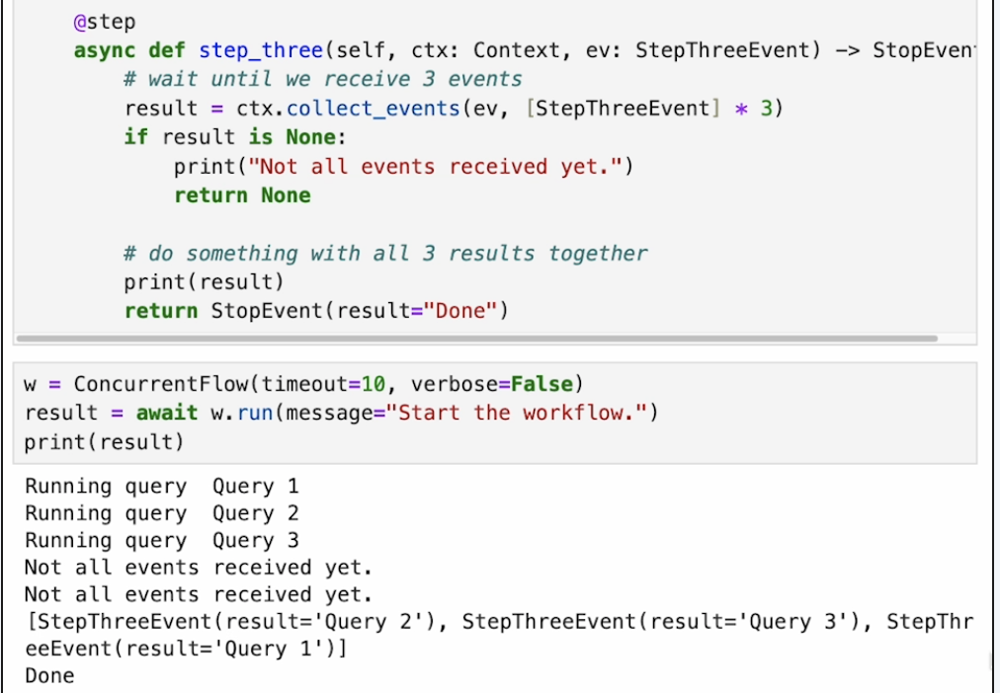 @step
async def step_three(self, ctx: Context, ev: StepThreeEvent) -> StopEven
# wait until we receive 3 events
result = ctx.collect_events(ev, [StepThreeEvent] * 3)
if result is None:
print("Not all events received yet.")
return None
# do something with all 3 results together
print(result)
return StopEvent(result="Done")
w = ConcurrentFlow(timeout=10, verbose=False)
result = await w.run(message="Start the workflow.")
print(result)
Running query  Query 1
Running query  Query 2
Running query  Query 3
Not all events received yet.
Not all events received yet.
[StepThreeEvent(result='Query 2'), StepThreeEvent(result='Query 3'), StepThr
eeEvent(result='Query 1')]
Done